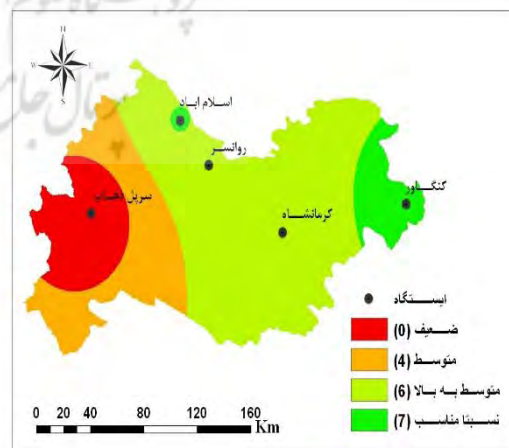 N
W E
S
اسلام اباد
روانسر
سرپل ذهاب
کنگاور
کرمانشاه
ایستگاه
ضعیف (0)
متوسط (4)
متوسط به بالا (6)
نسبتا مناسب (7)
0 20 40 80 120 160
Km